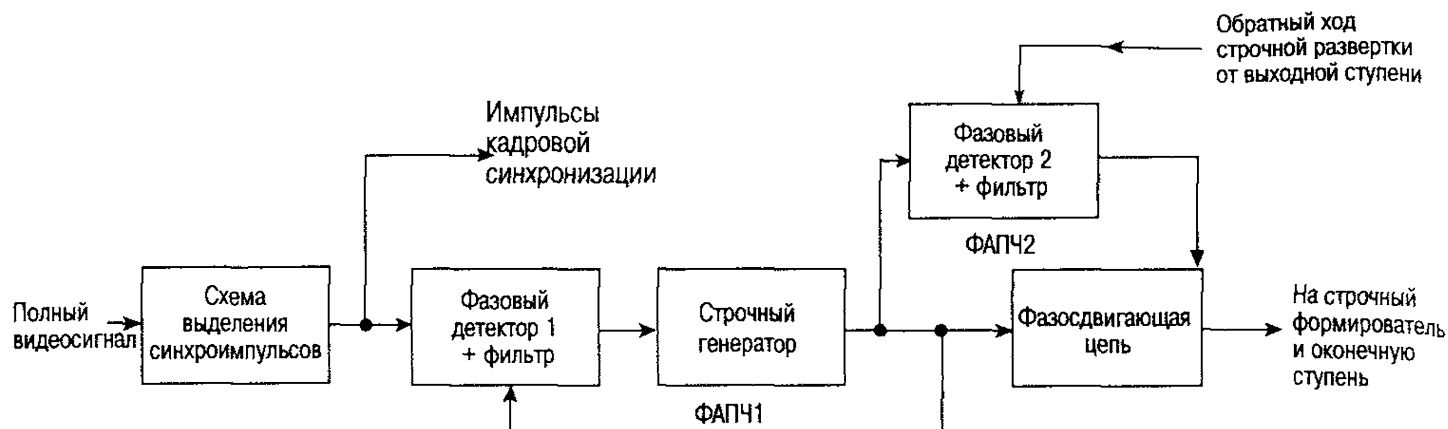 Обратный ход
строчной развертки
от выходной ступени
Импульсы
кадровой
синхронизации
Фазовый
детектор 2
+ фильтр
ФАПЧ2
Полный
видеосигнал
Схема
выделения
синхроимпульсов
Фазовый
детектор 1
+ фильтр
Строчный
генератор
Фазосдвигающая
цепь
На строчный
формирователь
и оконечную
ступень
ФАПЧ1